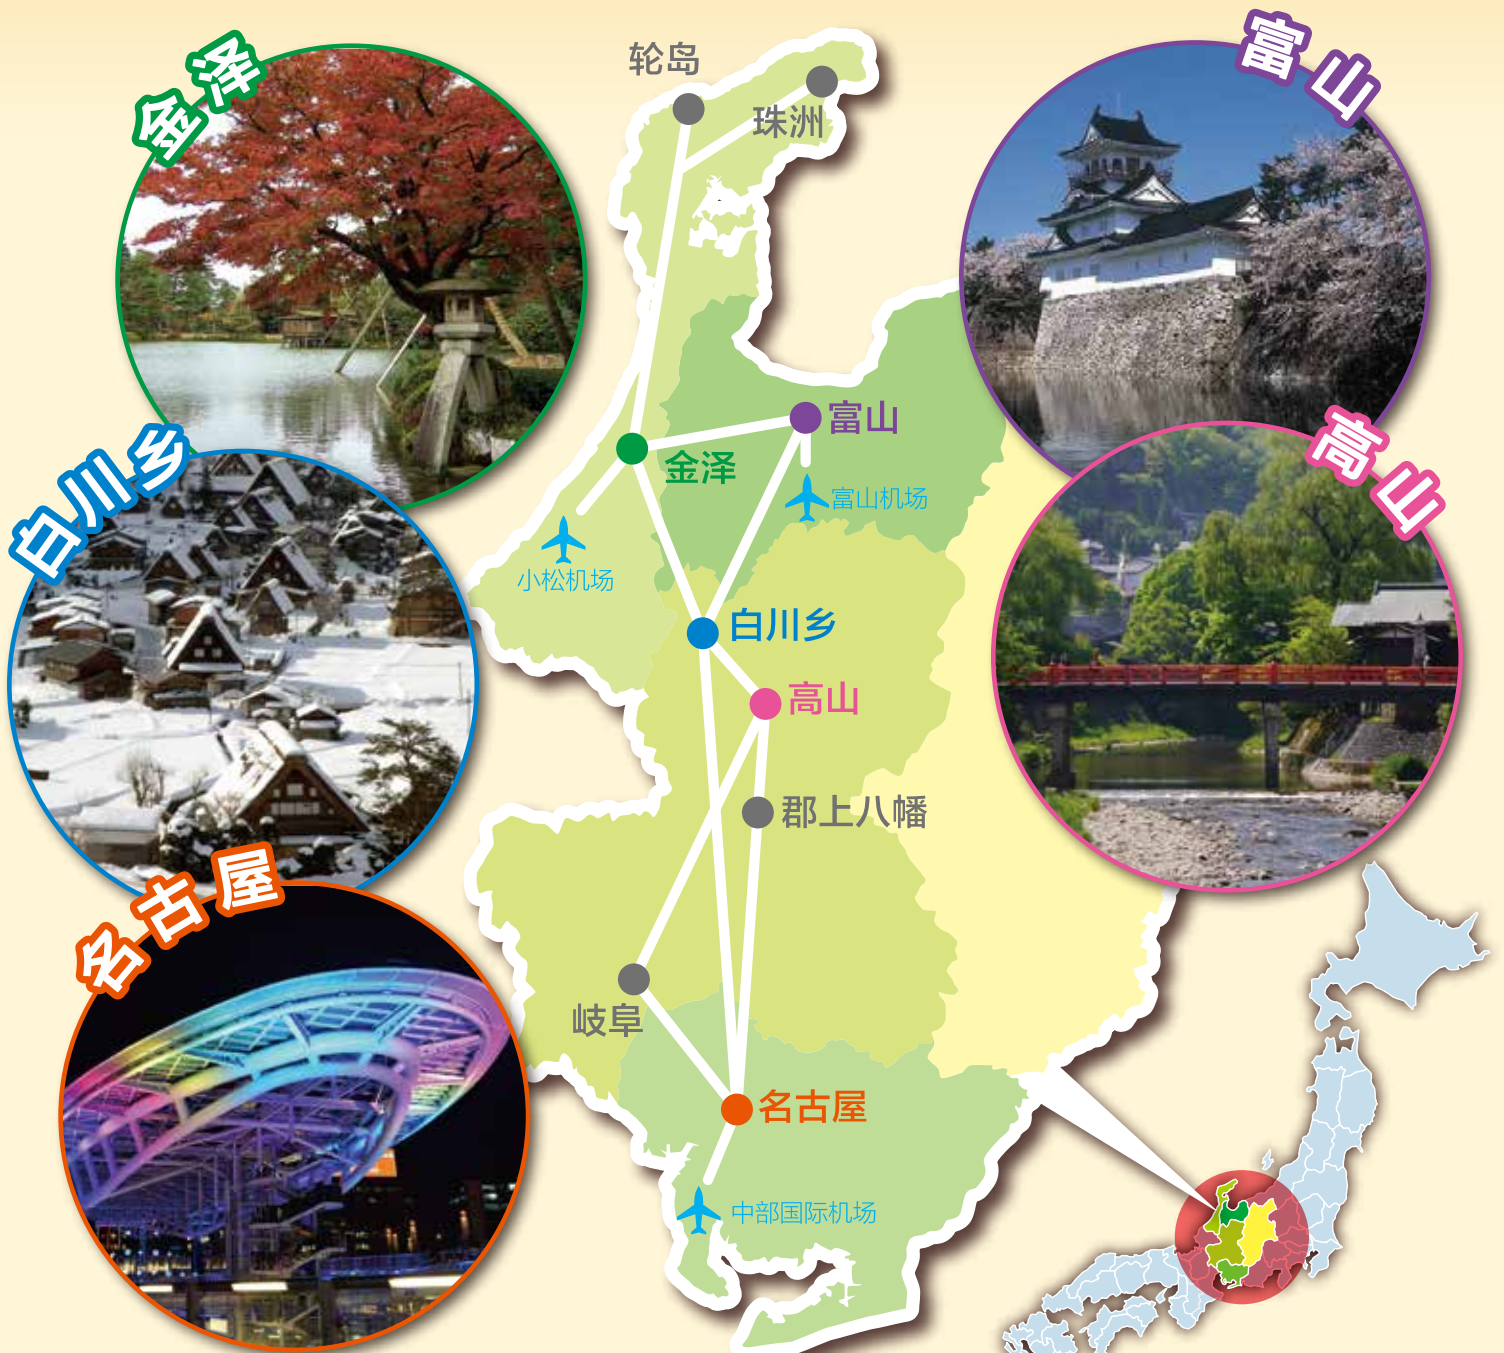 金泽
富山
轮岛
珠洲
富山
金泽
富山机场
小松机场
白川乡
高山
白川乡
高山
郡上八幡
名古屋
岐阜
名古屋
中部国际机场